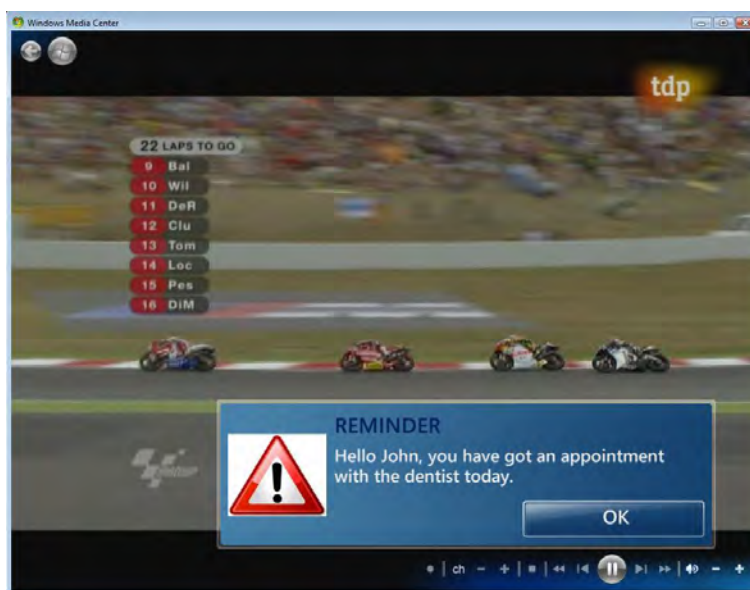 Windows Media Center
tdp
22 LAPS TO GO
9 Bal
10 Wil
11 DeR
12 Clu
13 Tom
14 Loc
15 Pes
16 DiM
REMINDER
Hello John, you have got an appointment
with the dentist today.
OK
ch